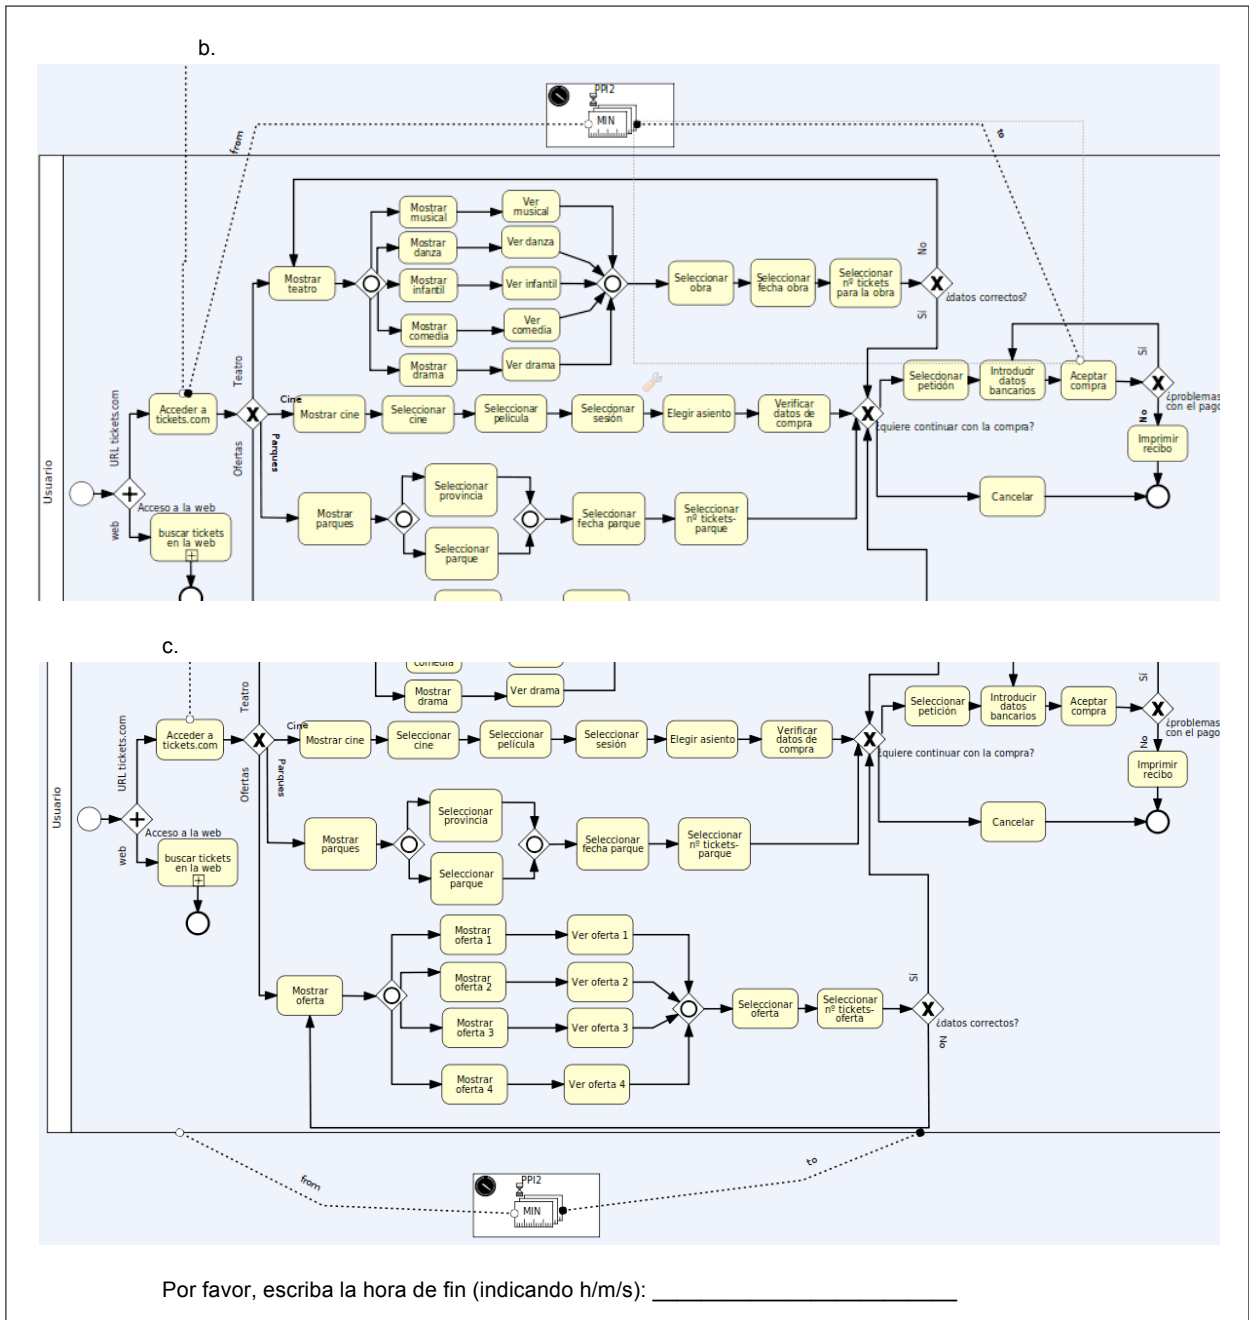 b.
PPI2
MIN
from
to
Usuario
Mostrar
musical
Ver
musical
Mostrar
danza
Ver danza
Mostrar
teatro
Mostrar
infantil
Ver infantil
Mostrar
comedia
Ver
comedia
Mostrar
drama
Ver drama
Seleccionar
obra
Seleccionar
fecha obra
Seleccionar
nº tickets
para la obra
No
¿datos correctos?
Sí
Teatro
Cine
Ofertas
Parques
URL tickets.com
Acceder a
tickets.com
Mostrar cine
Seleccionar
cine
Seleccionar
película
Seleccionar
sesión
Elegir asiento
Verificar
datos de
compra
¿quiere continuar con la compra?
Seleccionar
petición
Introducir
datos
bancarios
Aceptar
compra
Sí
¿problemas
con el pago
No
Imprimir
recibo
Cancelar
Acceso a la web
web
buscar tickets
en la web
Mostrar
parques
Seleccionar
provincia
Seleccionar
parque
Seleccionar
fecha parque
Seleccionar
nº tickets-
parque
c.
Usuario
comedia
Mostrar
drama
Ver drama
Teatro
Cine
Ofertas
Parques
URL tickets.com
Acceder a
tickets.com
Mostrar cine
Seleccionar
cine
Seleccionar
película
Seleccionar
sesión
Elegir asiento
Verificar
datos de
compra
¿quiere continuar con la compra?
Seleccionar
petición
Introducir
datos
bancarios
Aceptar
compra
Sí
¿problemas
con el pago
No
Imprimir
recibo
Cancelar
Acceso a la web
web
buscar tickets
en la web
Mostrar
parques
Seleccionar
provincia
Seleccionar
parque
Seleccionar
fecha parque
Seleccionar
nº tickets-
parque
Mostrar
oferta
Mostrar
oferta 1
Ver oferta 1
Mostrar
oferta 2
Ver oferta 2
Mostrar
oferta 3
Ver oferta 3
Mostrar
oferta 4
Ver oferta 4
Seleccionar
oferta
Seleccionar
nº tickets-
oferta
Sí
¿datos correctos?
No
from
to
PPI2
MIN
Por favor, escriba la hora de fin (indicando h/m/s): _________________________